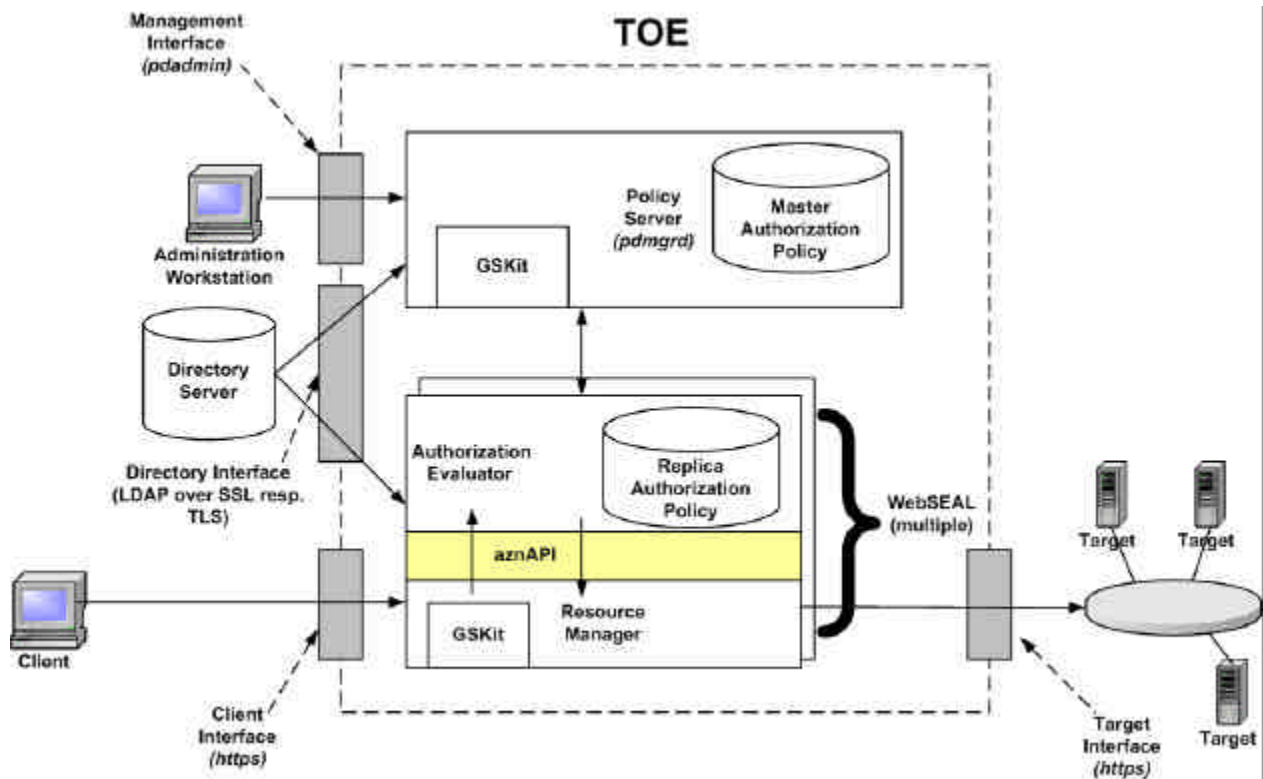 Management
Interface
(pdadmin)
TOE
Policy
Server
(pdmgrd)
Master
Authorization
Policy
GSKit
Administration
Workstation
Directory
Server
Authorization
Evaluator
Replica
Authorization
Policy
Directory Interface
(LDAP over SSL resp.
TLS)
WebSEAL
(multiple)
aznAPI
Resource
Manager
GSKit
Client
Client
Interface
(https)
Target
Target
Target
Target
Interface
(https)